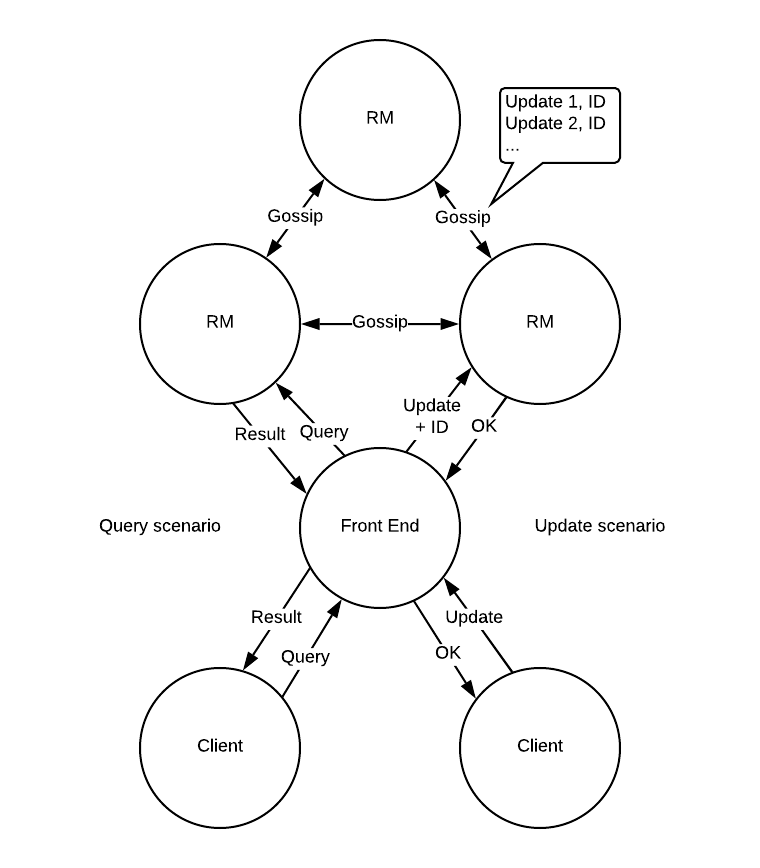 RM
Update 1, ID
Update 2, ID
...
Gossip
Gossip
RM
Gossip
RM
Result
Query
Update
+ ID
OK
Query scenario
Front End
Update scenario
Result
Query
Update
OK
Client
Client